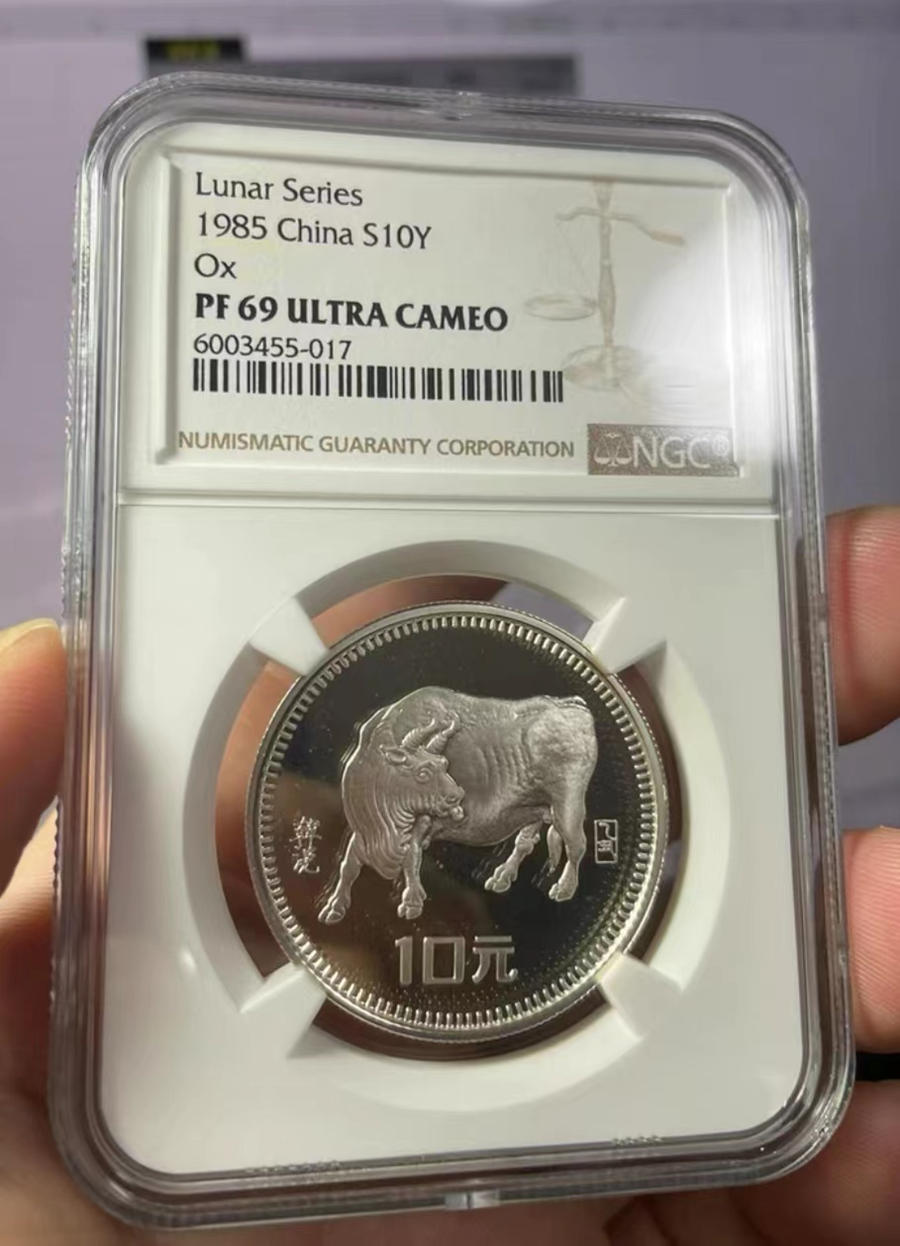 Lunar Series
1985 China S10Y
Ox
PF 69 ULTRA CAMEO
6003455-017
NUMISMATIC GUARANTY CORPORATION
NGC®
10元